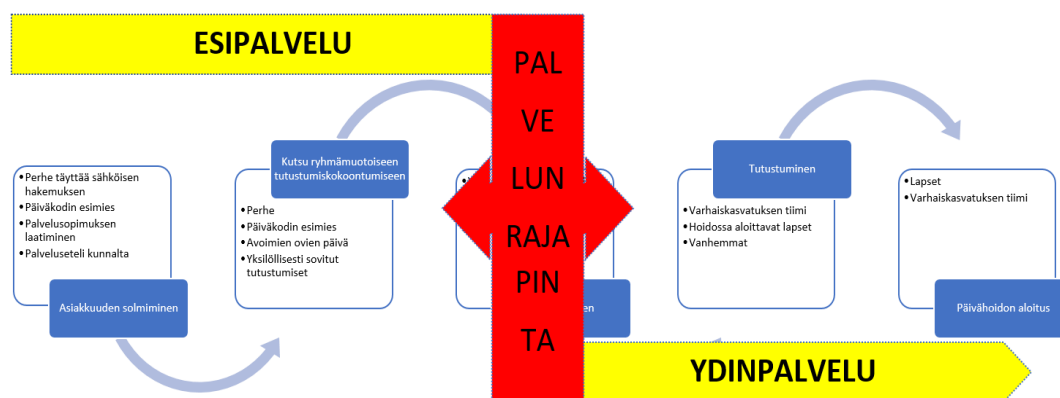 ESIPALVELU
PAL
VE
LUN
RAJA
PIN
TA
• Perhe täyttää sähköisen
hakemuksen
• Päiväkodin esimies
• Palvelusopimuksen
laatiminen
• Palveluseteli kunnalta
Asiakkuuden solmiminen
Kutsu ryhmämuotoiseen
tutustumiskokoontumiseen
• Perhe
• Päiväkodin esimies
• Avoimien ovien päivä
• Yksilöllisesti sovitut
tutustumiset
en
Tutustuminen
• Varhaiskasvatuksen tiimi
• Hoidossa aloittavat lapset
• Vanhemmat
• Lapset
• Varhaiskasvatuksen tiimi
Päivähoidon aloitus
YDINPALVELU